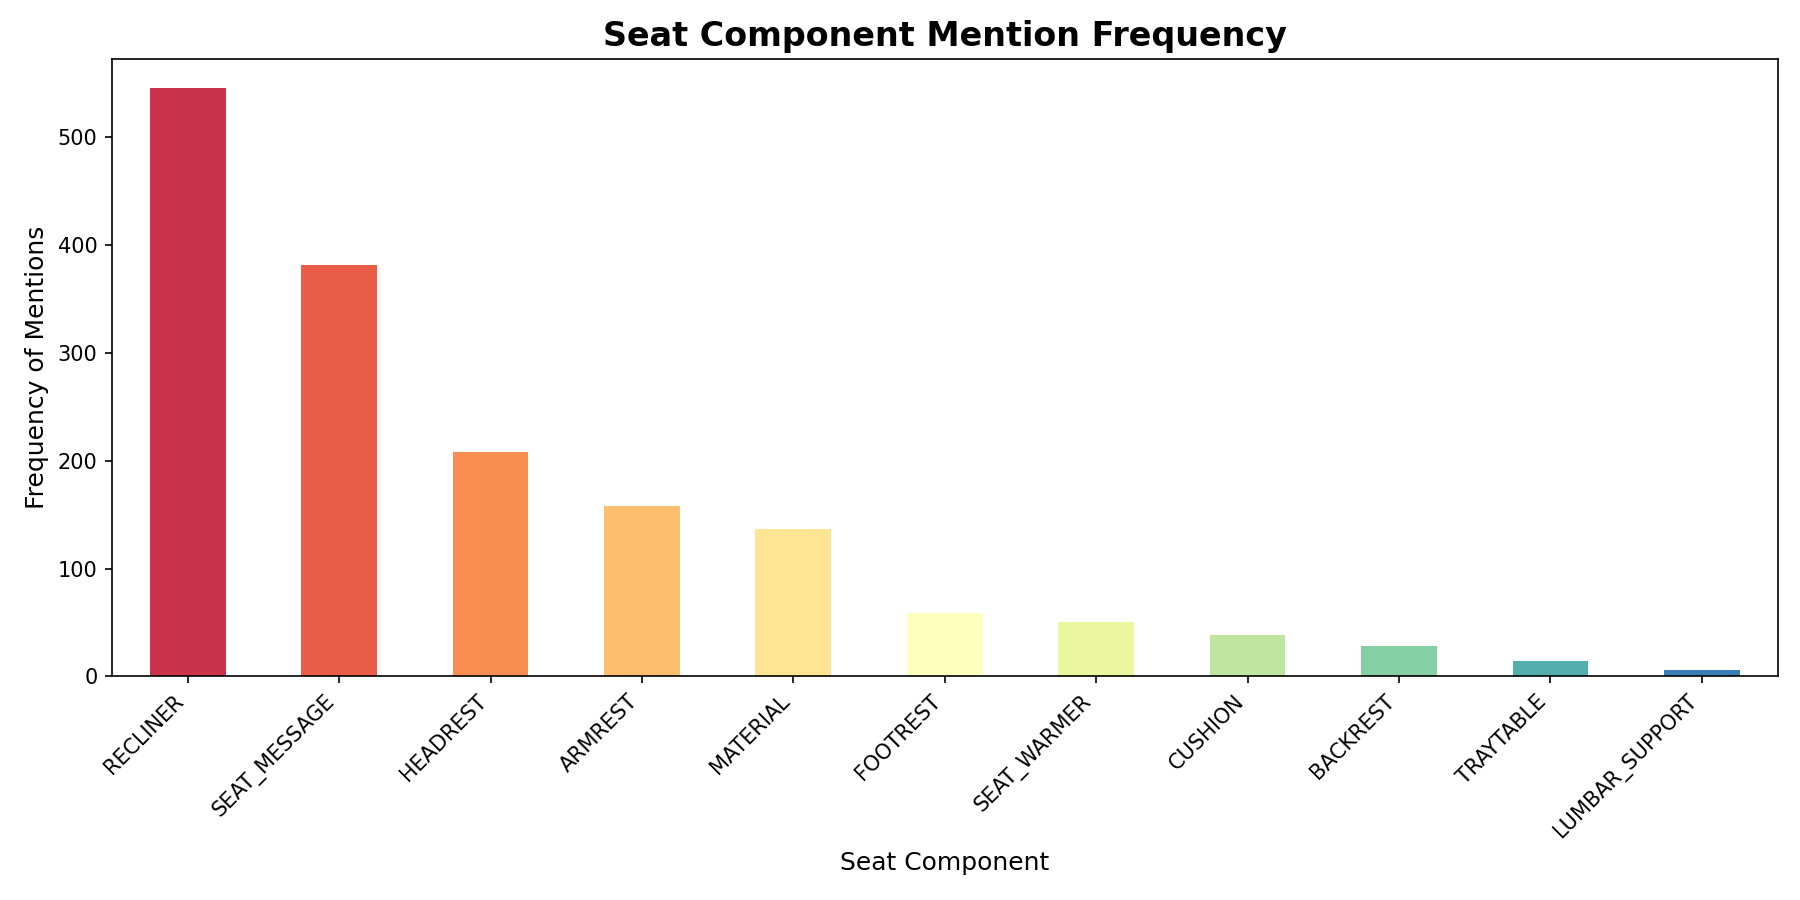 Seat Component Mention Frequency
Frequency of Mentions
500
400
300
200
100
0
RECLINER
SEAT_MESSAGE
HEADREST
ARMREST
MATERIAL
FOOTREST
SEAT_WARMER
CUSHION
BACKREST
TRAYTABLE
LUMBAR_SUPPORT
Seat Component